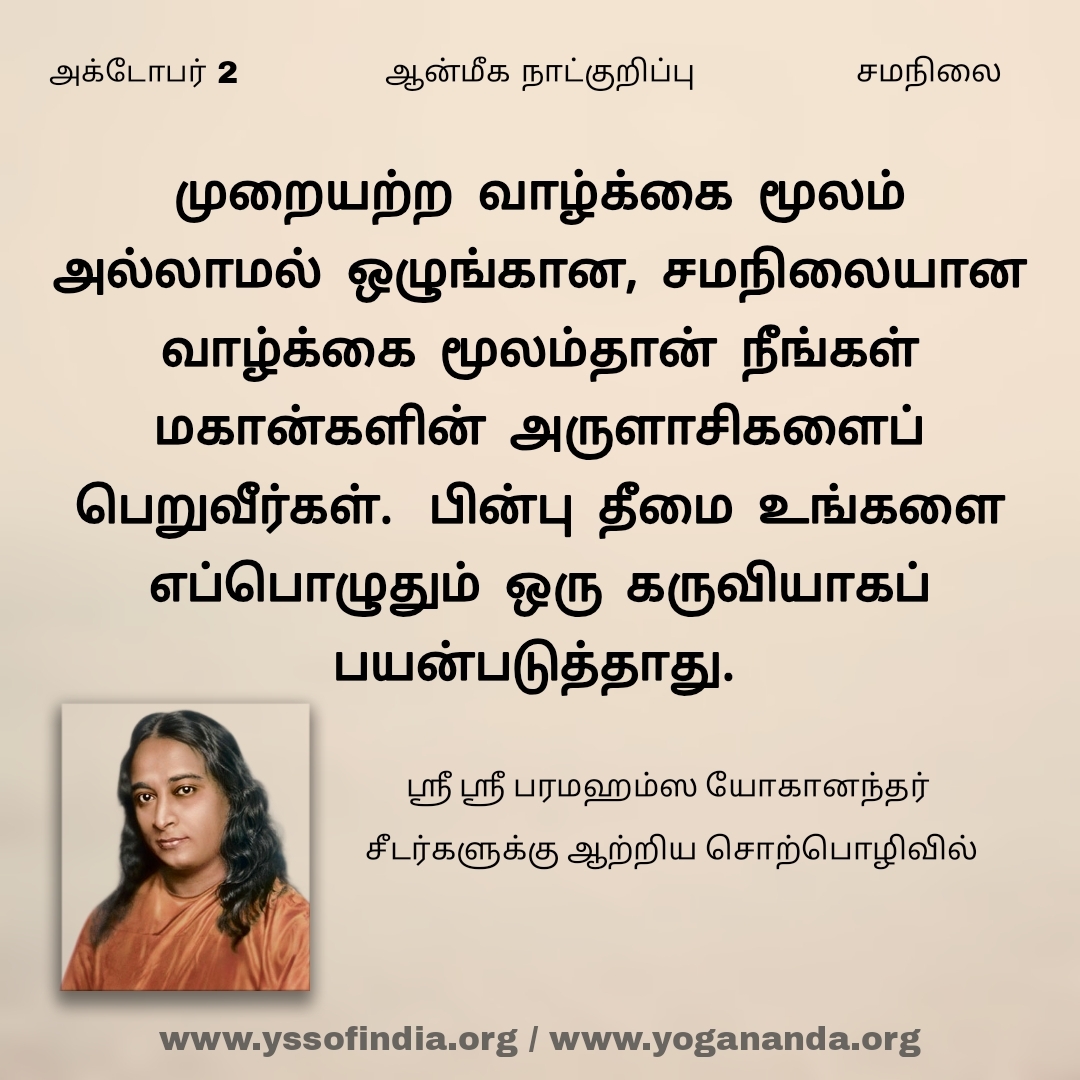 அக்டோபர் 2 ஆன்மீக நாட்குறிப்பு சமநிலை
முறையற்ற வாழ்க்கை மூலம்
அல்லாமல் ஒழுங்கான, சமநிலையான
வாழ்க்கை மூலம்தான் நீங்கள்
மகான்களின் அருளாசிகளைப்
பெறுவீர்கள். பின்பு தீமை உங்களை
எப்பொழுதும் ஒரு கருவியாகப்
பயன்படுத்தாது.
ஸ்ரீ ஸ்ரீ பரமஹம்ஸ யோகானந்தர்
சீடர்களுக்கு ஆற்றிய சொற்பொழிவில்
www.yssofindia.org / www.yogananda.org